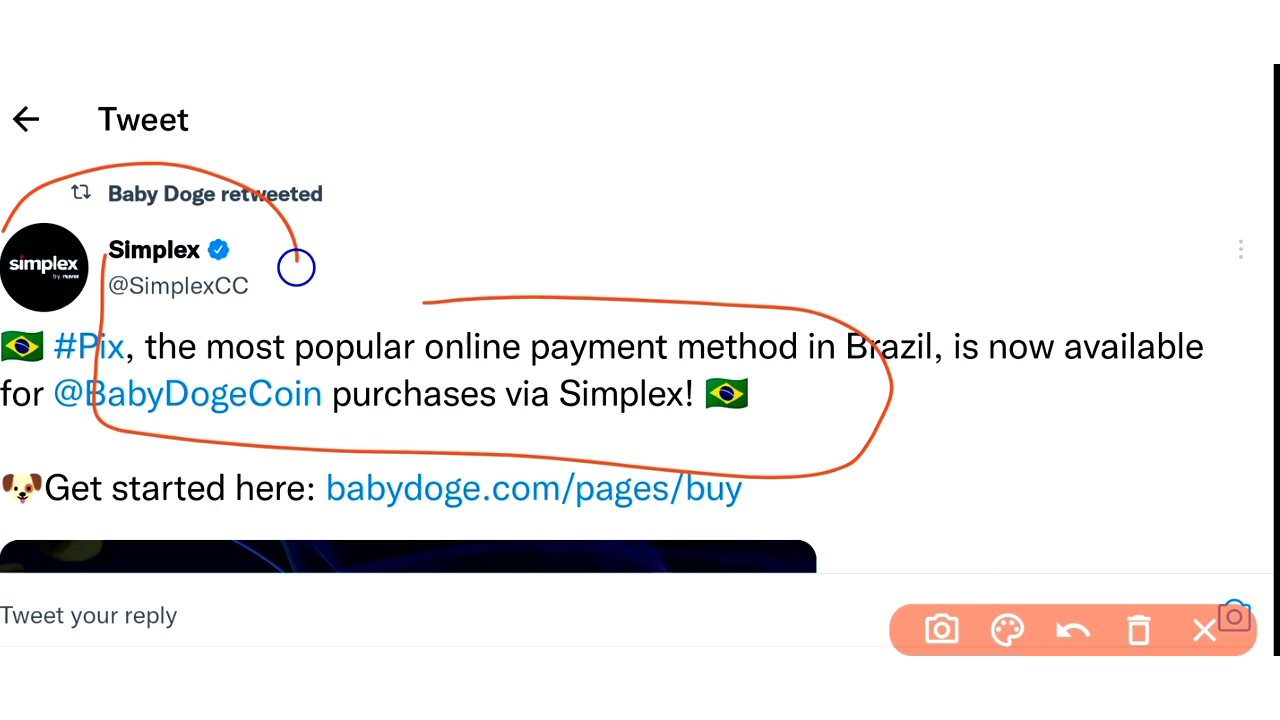 Tweet
Baby Doge retweeted
simplex
by nuvei
Simplex
@SimplexCC
🇧🇷 #Pix, the most popular online payment method in Brazil, is now available
for @BabyDogeCoin purchases via Simplex! 🇧🇷
🐶Get started here: babydoge.com/pages/buy
Tweet your reply